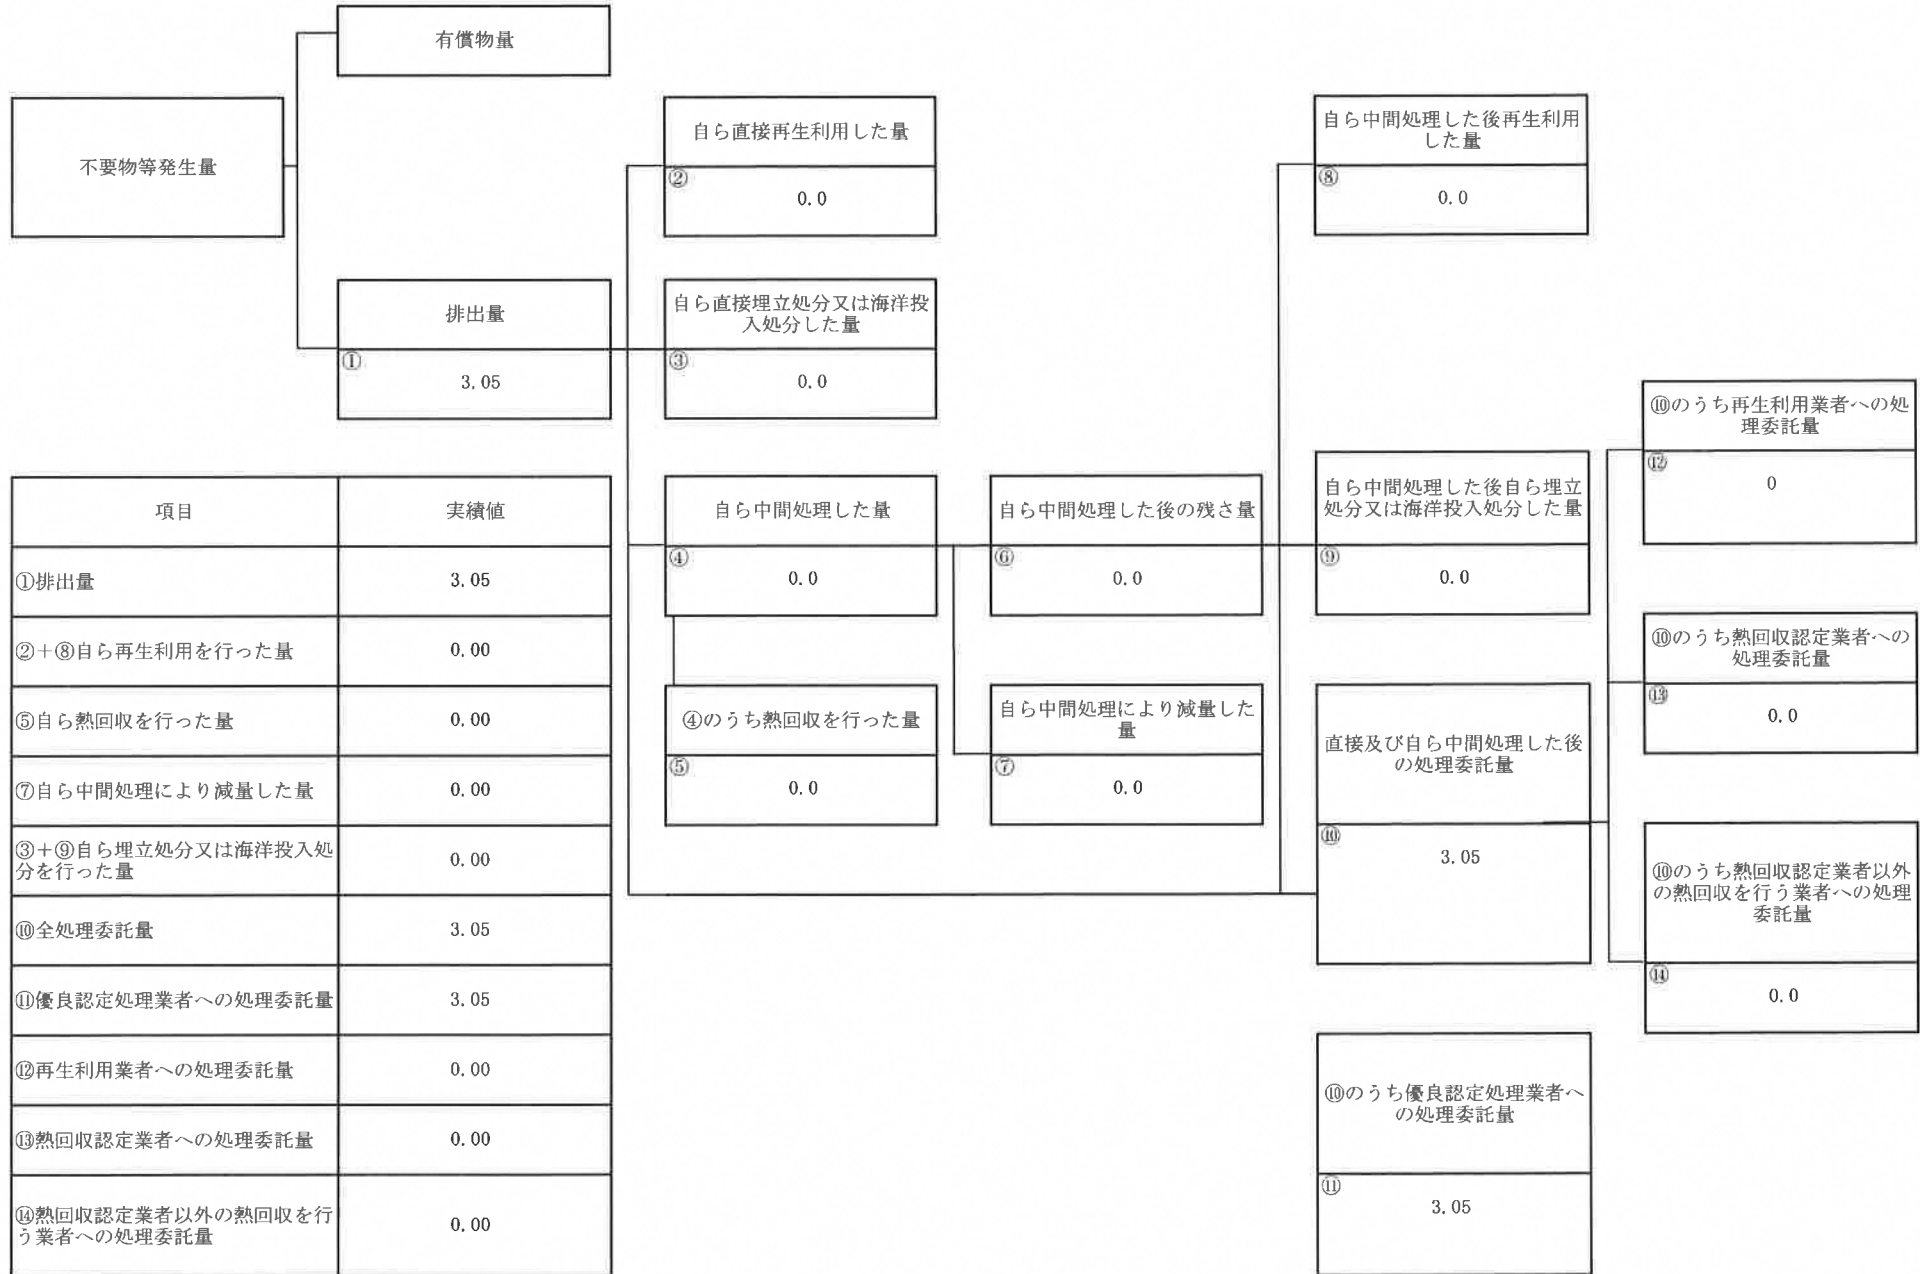 有償物量
不要物等発生量
自ら直接再生利用した量
②
0.0
自ら中間処理した後再生利用
した量
⑧
0.0
排出量
①
3.05
自ら直接埋立処分又は海洋投
入処分した量
③
0.0
項目
実績値
①排出量
3.05
②+⑧自ら再生利用を行った量
0.00
⑤自ら熱回収を行った量
0.00
⑦自ら中間処理により減量した量
0.00
③+⑨自ら埋立処分又は海洋投入処
分を行った量
0.00
⑩全処理委託量
3.05
⑪優良認定処理業者への処理委託量
3.05
⑫再生利用業者への処理委託量
0.00
⑬熱回収認定業者への処理委託量
0.00
⑭熱回収認定業者以外の熱回収を行
う業者への処理委託量
0.00
自ら中間処理した量
④
0.0
④のうち熱回収を行った量
⑤
0.0
自ら中間処理した後の残さ量
⑥
0.0
自ら中間処理により減量した
量
⑦
0.0
自ら中間処理した後自ら埋立
処分又は海洋投入処分した量
⑨
0.0
直接及び自ら中間処理した後
の処理委託量
⑩
3.05
⑩のうち優良認定処理業者へ
の処理委託量
⑪
3.05
⑩のうち再生利用業者への処
理委託量
⑫
0
⑩のうち熱回収認定業者への
処理委託量
⑬
0.0
⑩のうち熱回収認定業者以外
の熱回収を行う業者への処理
委託量
⑭
0.0